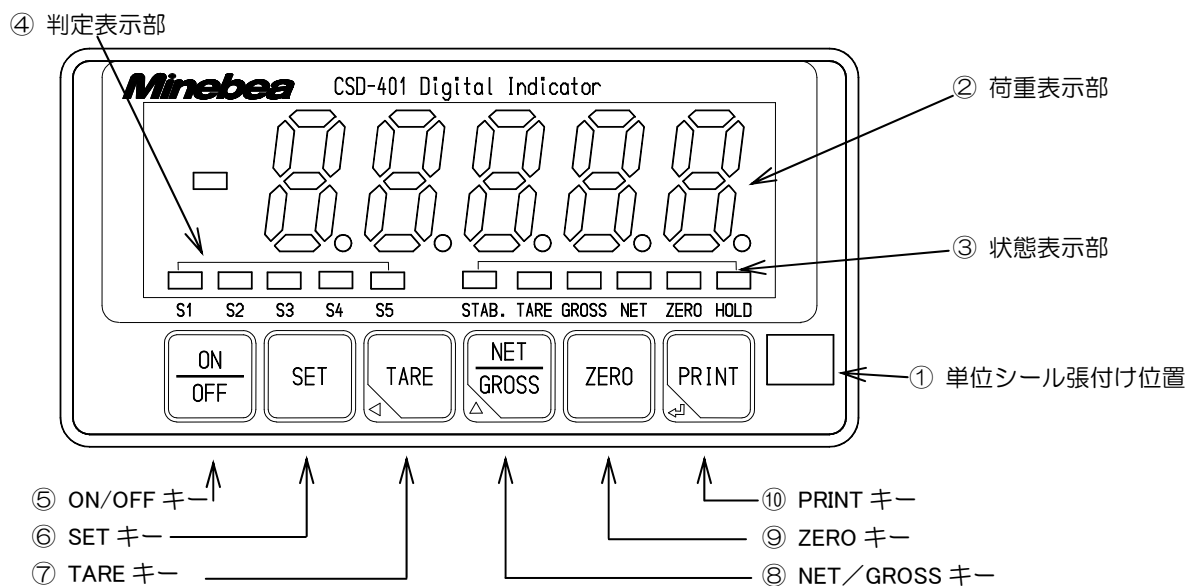 ④ 判定表示部
Minebea CSD-401 Digital Indicator
② 荷重表示部
③ 状態表示部
S1 S2 S3 S4 S5 STAB. TARE GROSS NET ZERO HOLD
ON
OFF
SET
TARE
NET
GROSS
ZERO
PRINT
① 単位シール張付け位置
⑤ ON/OFF キー
⑥ SET キー
⑦ TARE キー
⑩ PRINT キー
⑨ ZERO キー
⑧ NET/GROSS キー